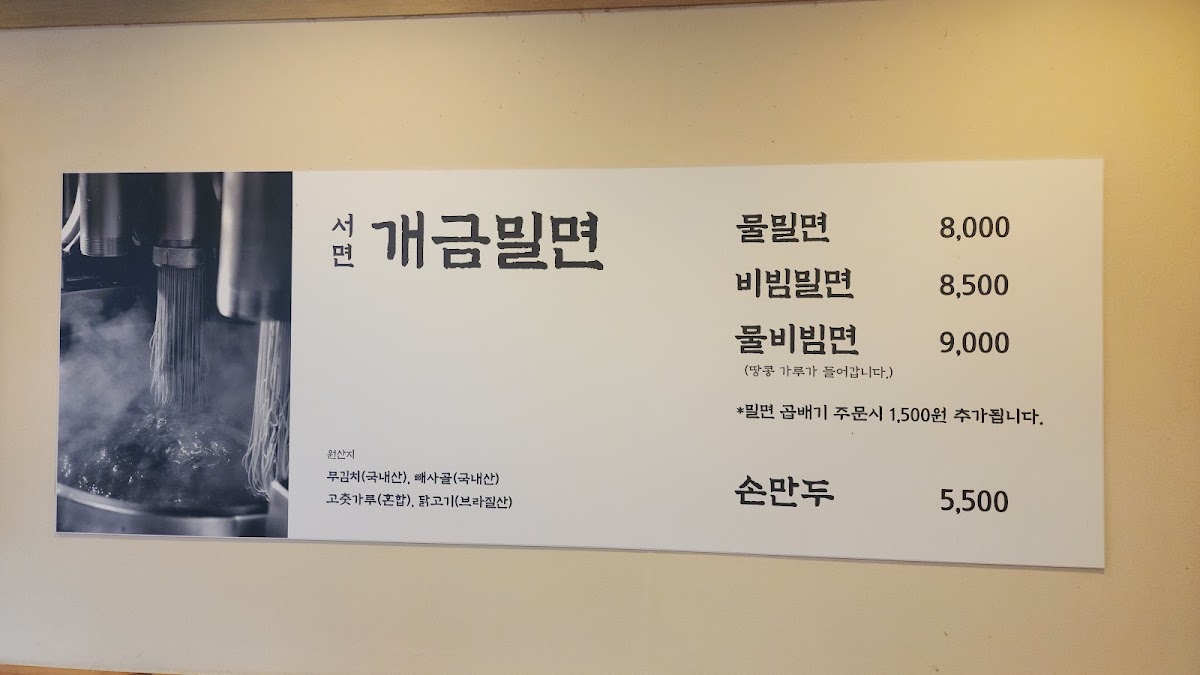 서면 개금밀면
물밀면 8,000
비빔밀면 8,500
물비빔면 9,000
(땅콩 가루가 들어갑니다.)
*밀면 곱배기 주문시 1,500원 추가됩니다.
손만두 5,500
원산지
무김치(국내산), 빼사골(국내산)
고춧가루(혼합), 닭고기(브라질산)